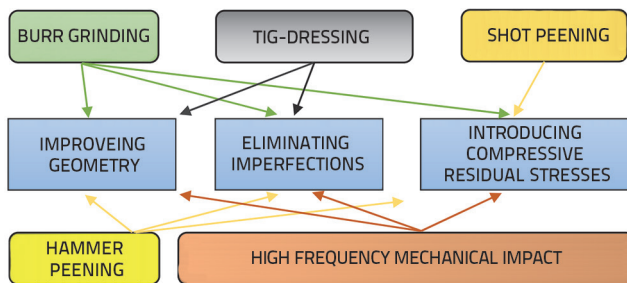 BURR GRINDING
TIG-DRESSING
SHOT PEENING
IMPROVEING
GEOMETRY
ELIMINATING
IMPERFECTIONS
INTRODUCING
COMPRESSIVE
RESIDUAL STRESSES
HAMMER
PEENING
HIGH FREQUENCY MECHANICAL IMPACT